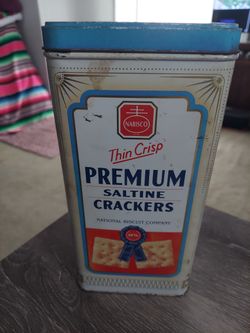 NABISCO
Thin Crisp
PREMIUM
SALTINE
CRACKERS
NATIONAL BISCUIT COMPANY